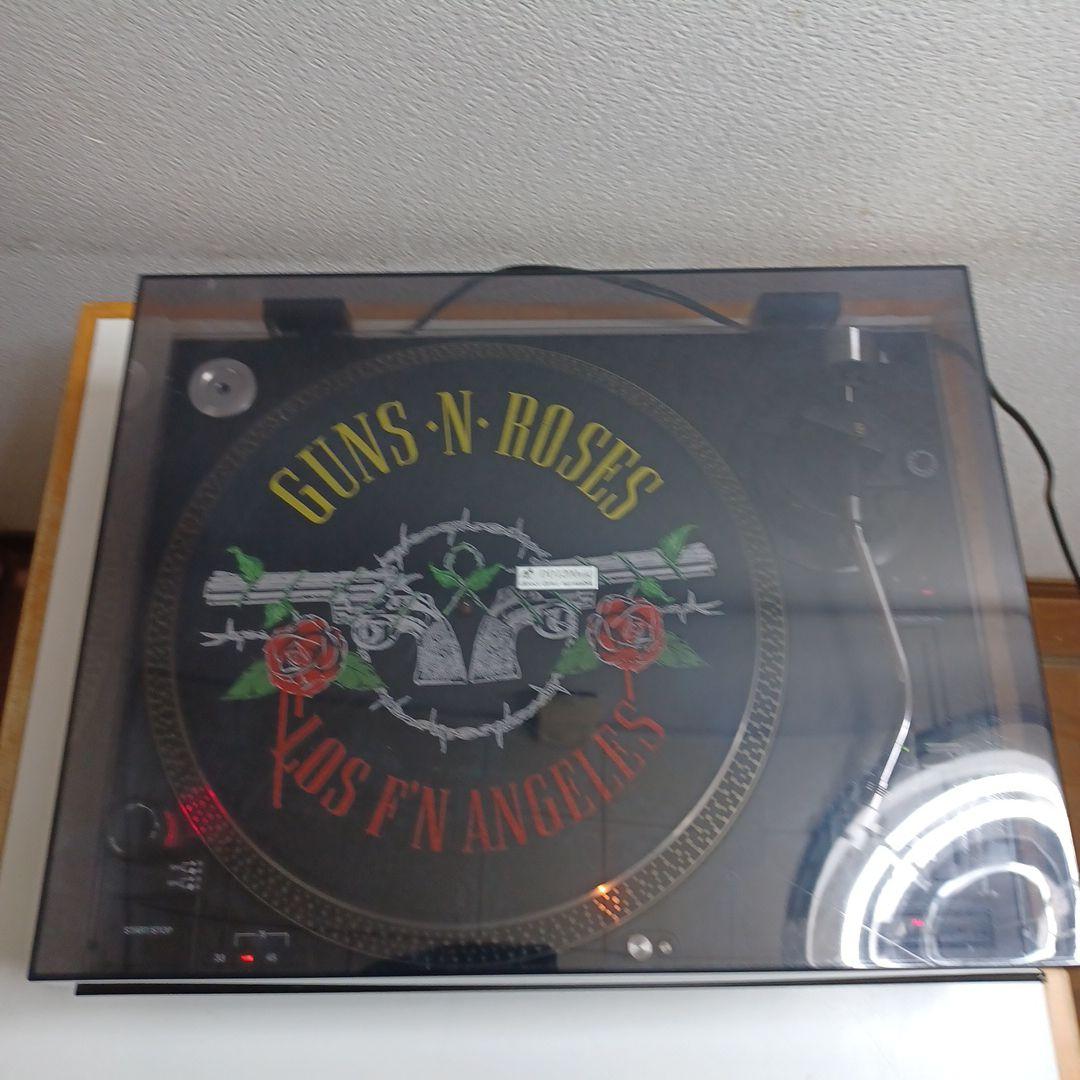 GUNS·N·ROSES
LOS F'N ANGELES
START·STOP
33
45